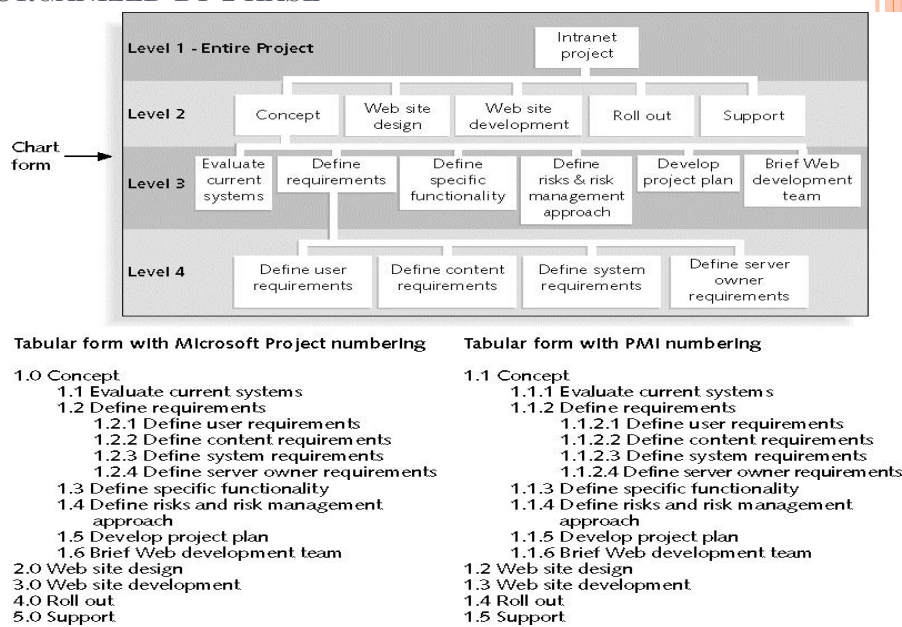 ORGANIZED BY PHASE
Level 1 - Entire Project
Intranet
project
Level 2
Concept
Web site
design
Web site
development
Roll out
Support
Chart
form
Level 3
Evaluate
current
systems
Define
requirements
Define
specific
functionality
Define
risks & risk
management
approach
Develop
project plan
Brief Web
development
team
Level 4
Define user
requirements
Define content
requirements
Define system
requirements
Define server
owner
requirements
Tabular form with Microsoft Project numbering
1.0 Concept
1.1 Evaluate current systems
1.2 Define requirements
1.2.1 Define user requirements
1.2.2 Define content requirements
1.2.3 Define system requirements
1.2.4 Define server owner requirements
1.3 Define specific functionality
1.4 Define risks and risk management
approach
1.5 Develop project plan
1.6 Brief Web development team
2.0 Web site design
3.0 Web site development
4.0 Roll out
5.0 Support
Tabular form with PMI numbering
1.1 Concept
1.1.1 Evaluate current systems
1.1.2 Define requirements
1.1.2.1 Define user requirements
1.1.2.2 Define content requirements
1.1.2.3 Define system requirements
1.1.2.4 Define server owner requirements
1.1.3 Define specific functionality
1.1.4 Define risks and risk management
approach
1.1.5 Develop project plan
1.1.6 Brief Web development team
1.2 Web site design
1.3 Web site development
1.4 Roll out
1.5 Support